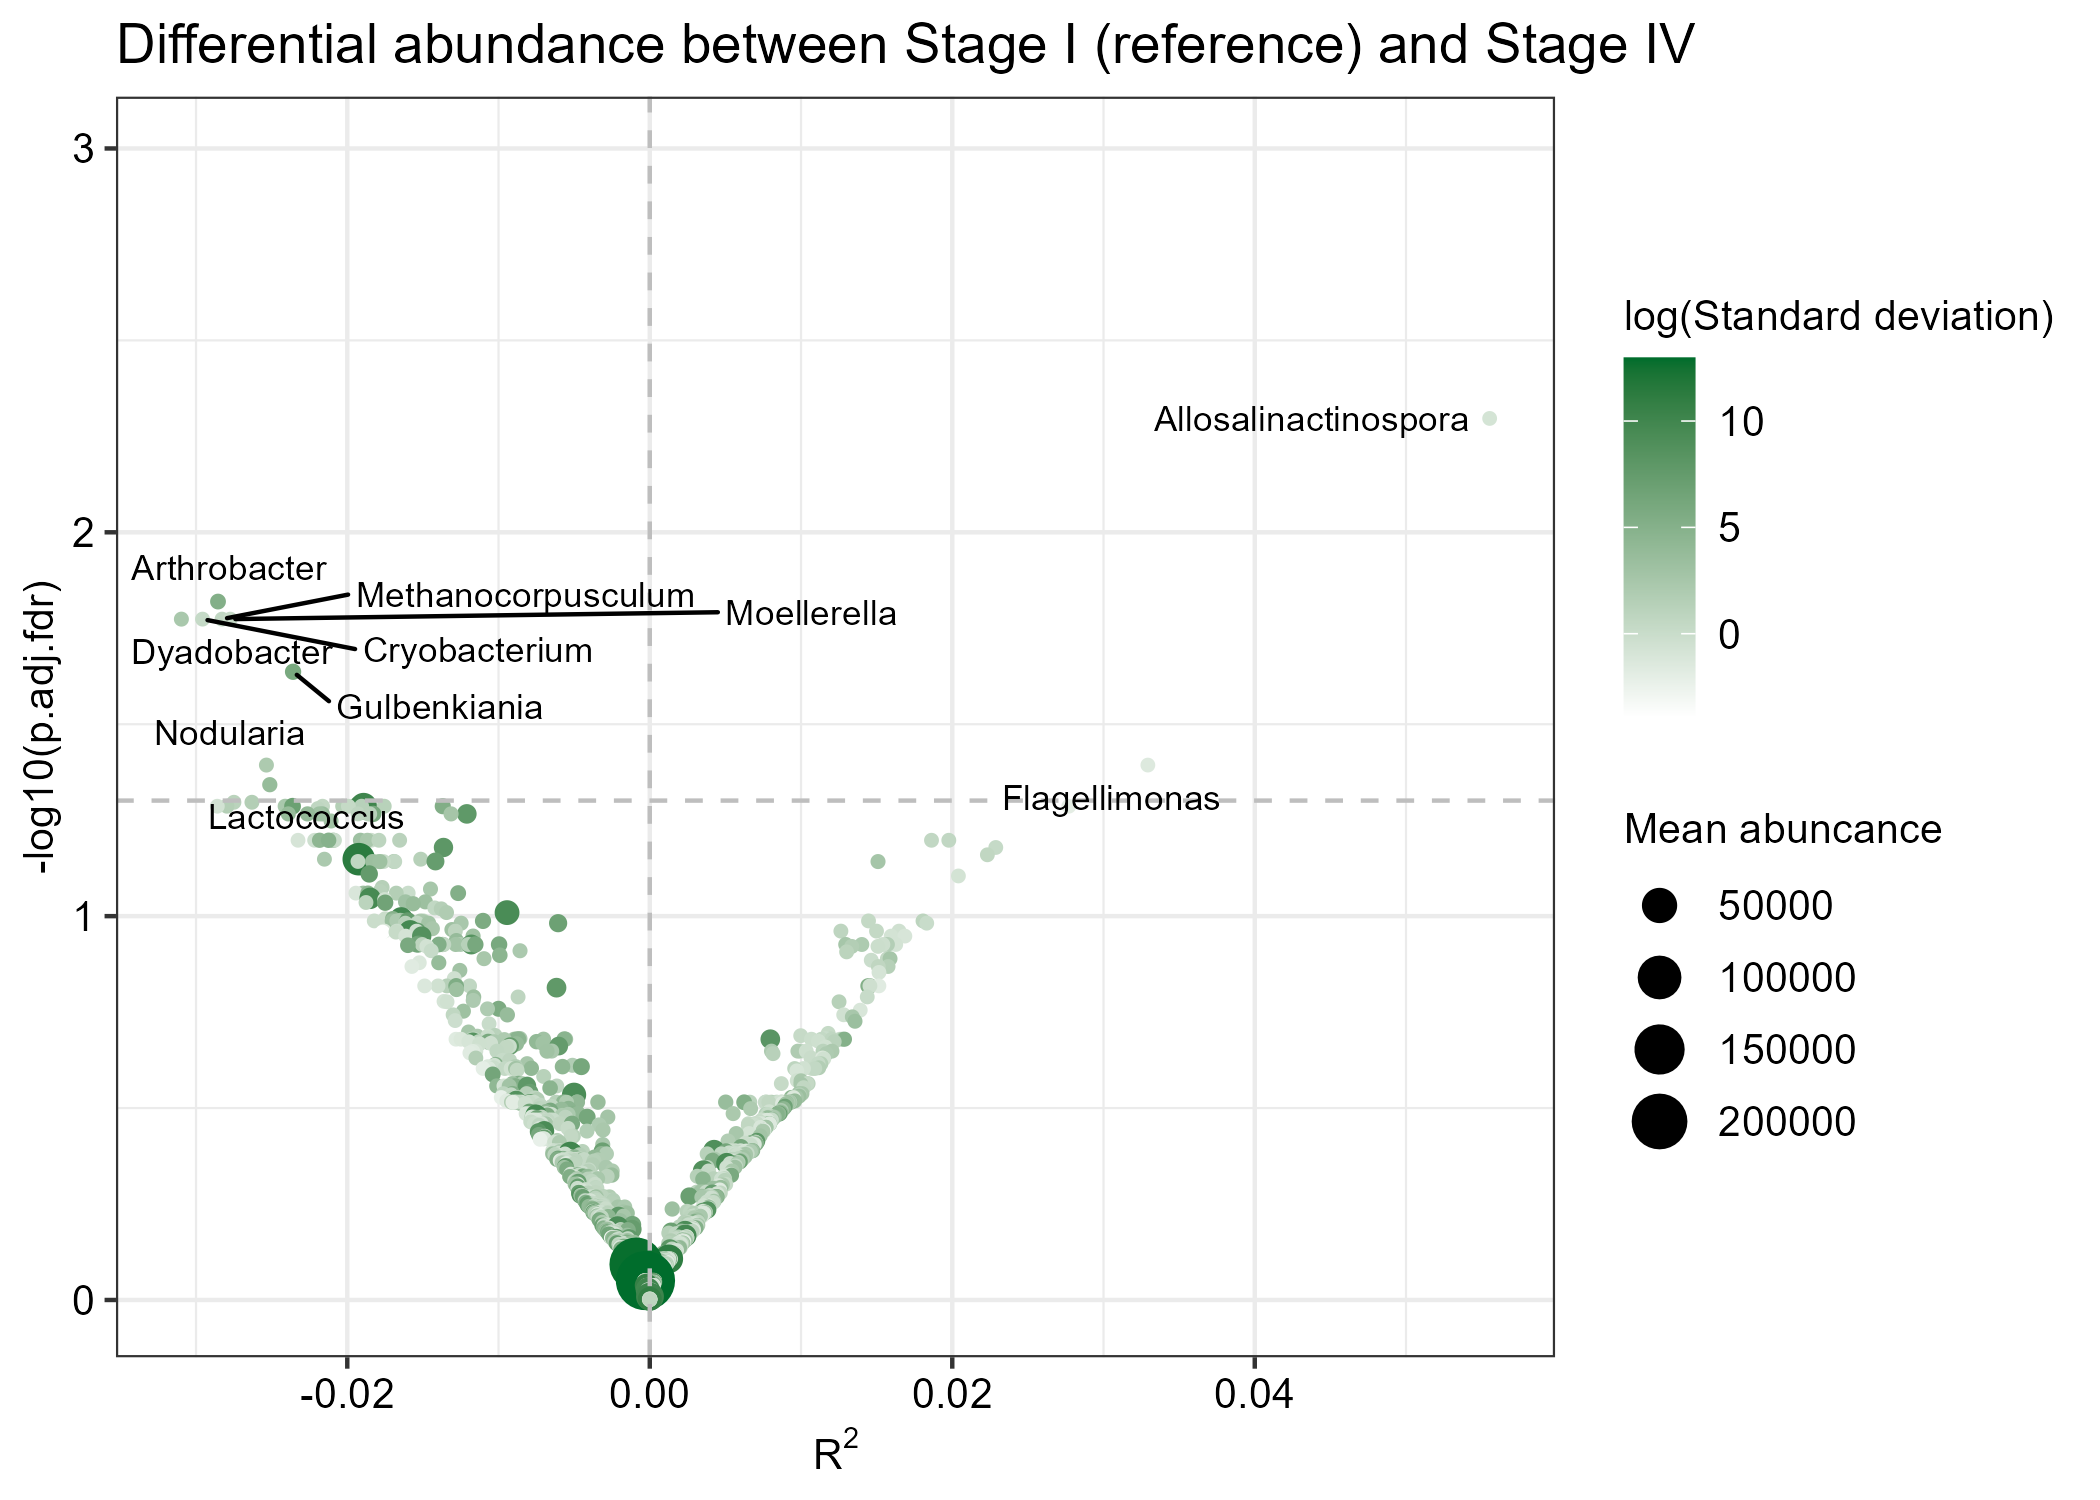 Differential abundance between Stage I (reference) and Stage IV
3
2
1
0
-log10(p.adj.fdr)
Allosalinactinospora
Arthrobacter
Methanocorpusculum
Moellerella
Dyadobacter
Cryobacterium
Gulbenkiania
Nodularia
Flagellimonas
Lactococcus
-0.02
0.00
0.02
0.04
R²
log(Standard deviation)
10
5
0
Mean abuncance
50000
100000
150000
200000